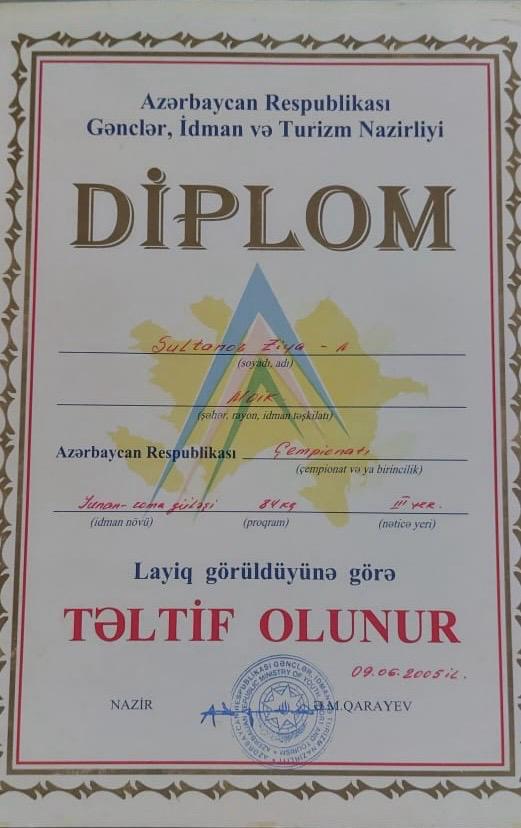 Azərbaycan Respublikası
Gənclər, İdman və Turizm Nazirliyi
DİPLOM
Sultanov Ziya -
(soyadı, adı)
(şəhər, rayon, idman təşkilatı)
Azərbaycan Respublikası Çempionatı
(çempionat və ya birincilik)
Yunan-roma güləşi 84 kq III yer.
(idman növü) (proqram) (nəticə yeri)
Layiq görüldüyünə görə
TƏLTİF OLUNUR
09.06.2005 il.
NAZİR Ə.M.QARAYEV